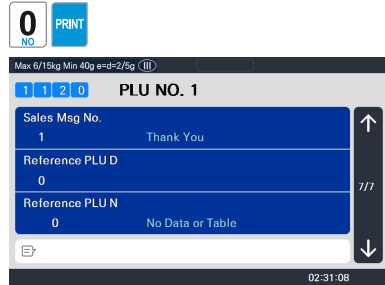 0
NO
PRINT
Max 6/15kg Min 40g e=d=2/5g III
1 1 2 0 PLU NO. 1
Sales Msg No.
1 Thank You
Reference PLU D
0
Reference PLU N
0 No Data or Table
7/7
02:31:08